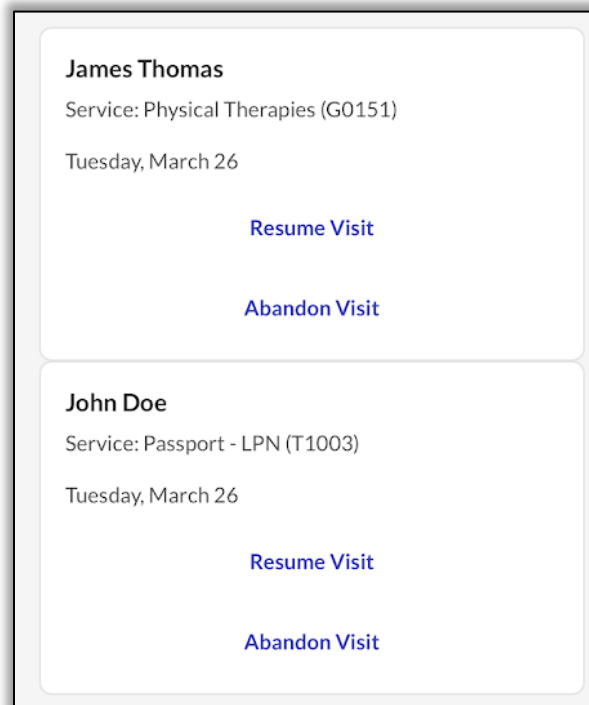 James Thomas
Service: Physical Therapies (G0151)
Tuesday, March 26
Resume Visit
Abandon Visit
John Doe
Service: Passport - LPN (T1003)
Tuesday, March 26
Resume Visit
Abandon Visit